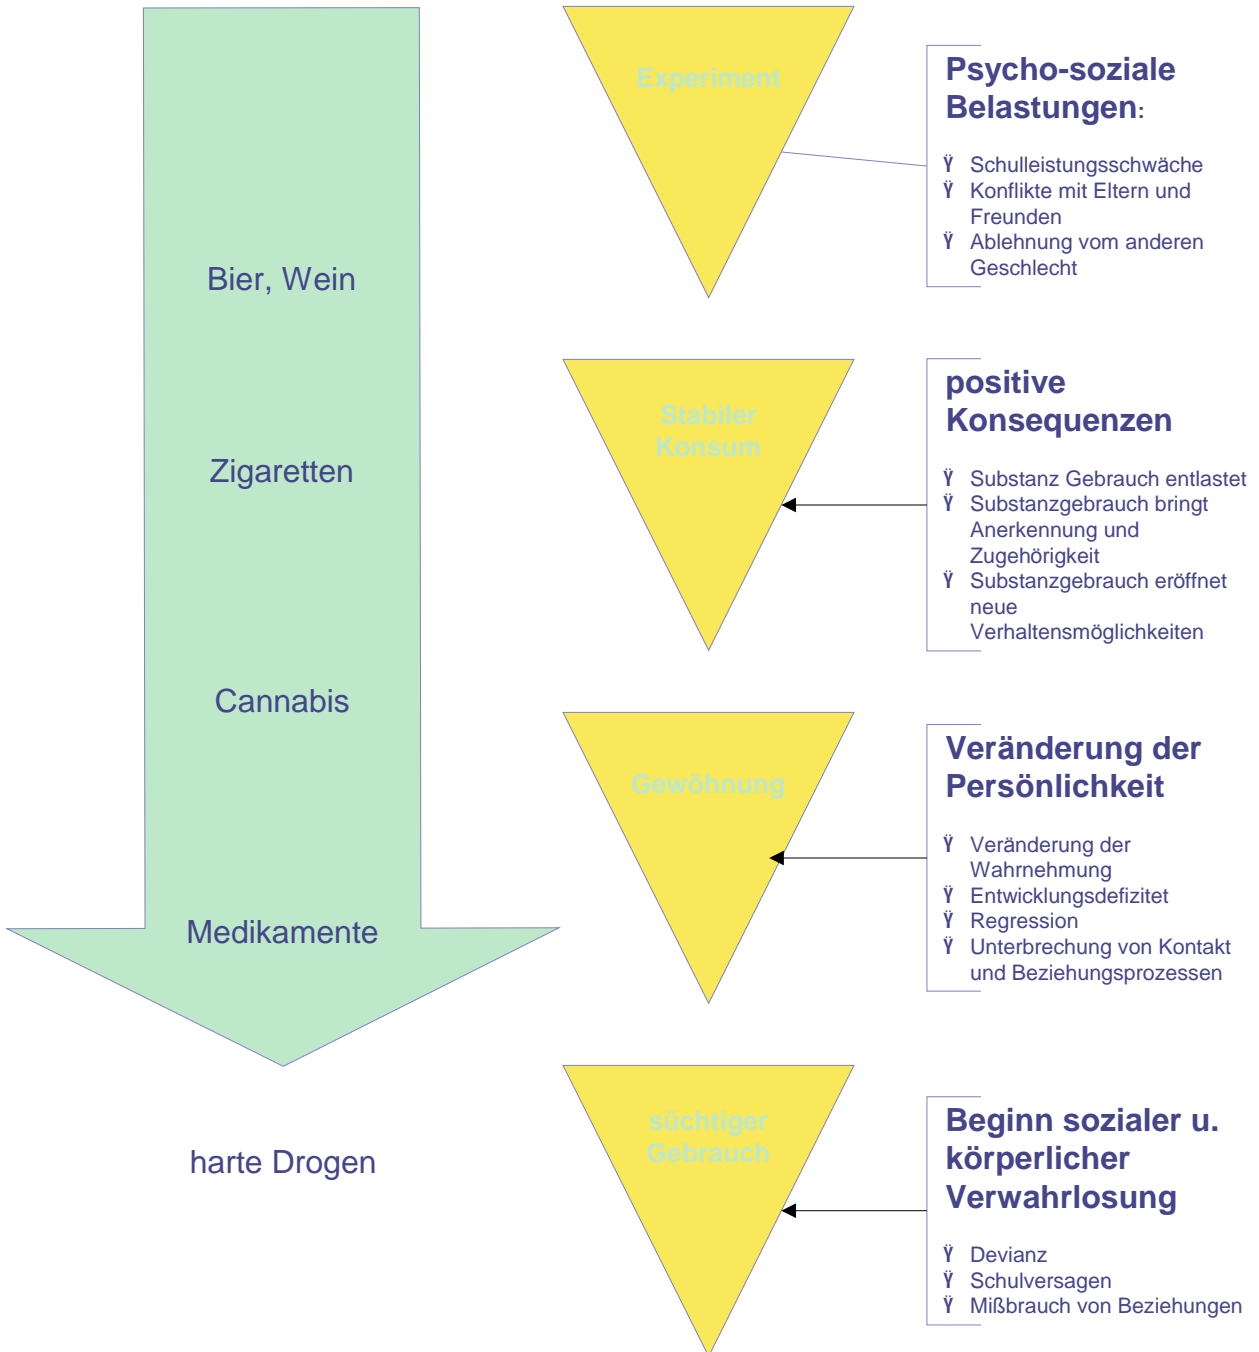 Bier, Wein
Zigaretten
Cannabis
Medikamente
harte Drogen
Experiment
Stabiler
Konsum
Gewöhnung
süchtiger
Gebrauch
Psycho-soziale
Belastungen:
Ÿ Schulleistungsschwäche
Ÿ Konflikte mit Eltern und
Freunden
Ÿ Ablehnung vom anderen
Geschlecht
positive
Konsequenzen
Ÿ Substanz Gebrauch entlastet
Ÿ Substanzgebrauch bringt
Anerkennung und
Zugehörigkeit
Ÿ Substanzgebrauch eröffnet
neue
Verhaltensmöglichkeiten
Veränderung der
Persönlichkeit
Ÿ Veränderung der
Wahrnehmung
Ÿ Entwicklungsdefizitet
Ÿ Regression
Ÿ Unterbrechung von Kontakt
und Beziehungsprozessen
Beginn sozialer u.
körperlicher
Verwahrlosung
Ÿ Devianz
Ÿ Schulversagen
Ÿ Mißbrauch von Beziehungen